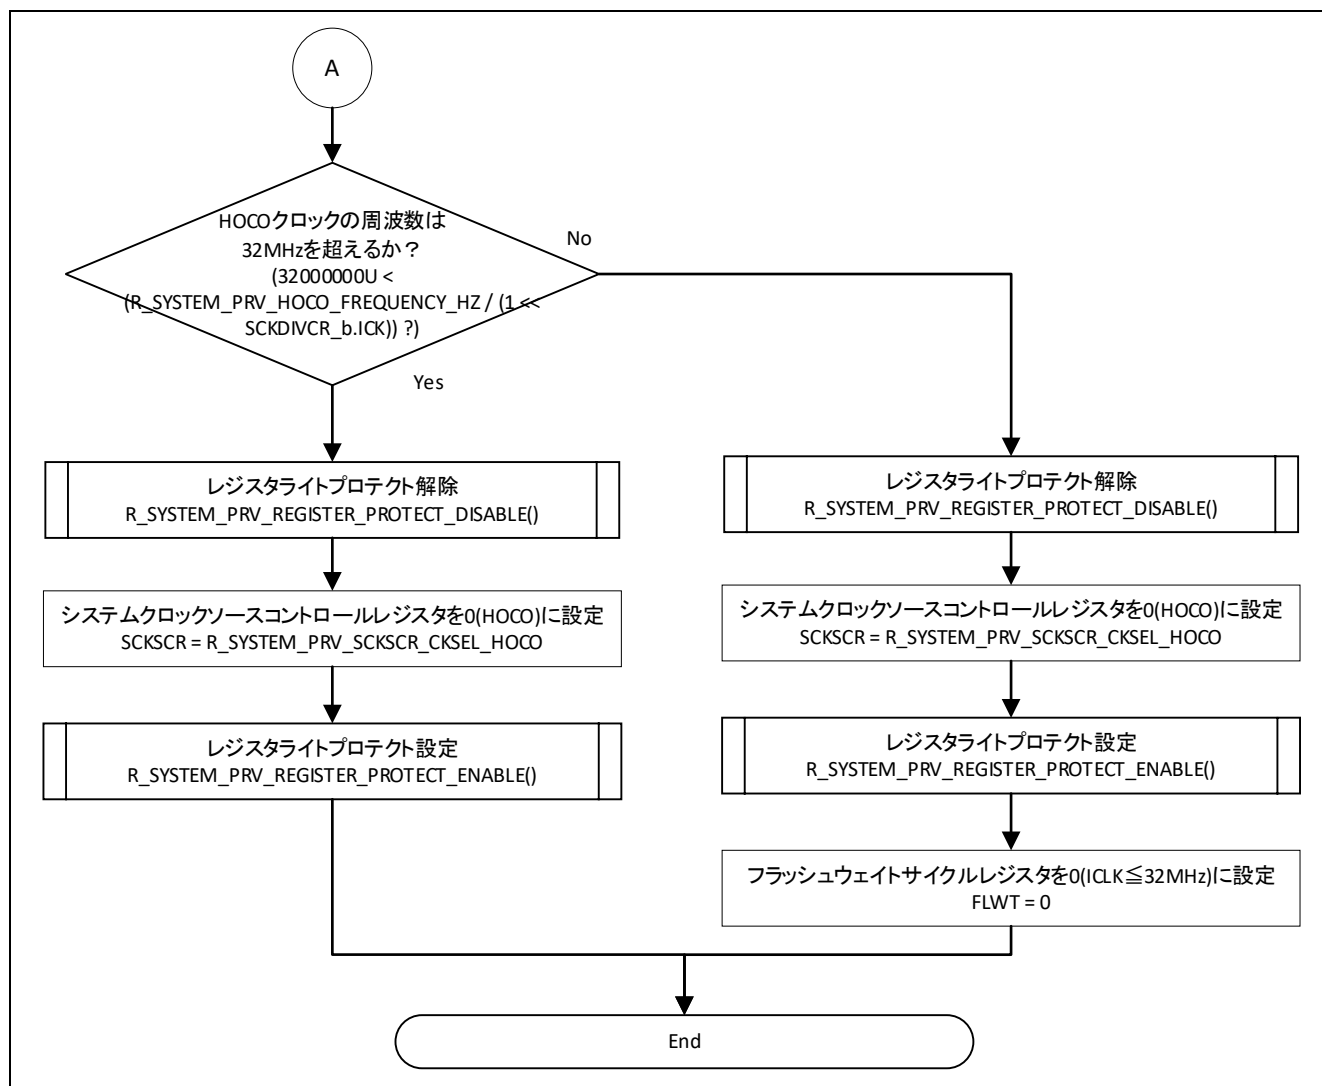 A
HOCOクロックの周波数は
32MHzを超えるか？
(32000000U <
(R_SYSTEM_PRV_HOCO_FREQUENCY_HZ / (1 <<
SCKDIVCR_b.ICK)) ?)
No
Yes
レジスタライトプロテクト解除
R_SYSTEM_PRV_REGISTER_PROTECT_DISABLE()
システムクロックソースコントロールレジスタを0(HOCO)に設定
SCKSCR = R_SYSTEM_PRV_SCKSCR_CKSEL_HOCO
レジスタライトプロテクト設定
R_SYSTEM_PRV_REGISTER_PROTECT_ENABLE()
レジスタライトプロテクト解除
R_SYSTEM_PRV_REGISTER_PROTECT_DISABLE()
システムクロックソースコントロールレジスタを0(HOCO)に設定
SCKSCR = R_SYSTEM_PRV_SCKSCR_CKSEL_HOCO
レジスタライトプロテクト設定
R_SYSTEM_PRV_REGISTER_PROTECT_ENABLE()
フラッシュウェイトサイクルレジスタを0(ICLK≦32MHz)に設定
FLWT = 0
End